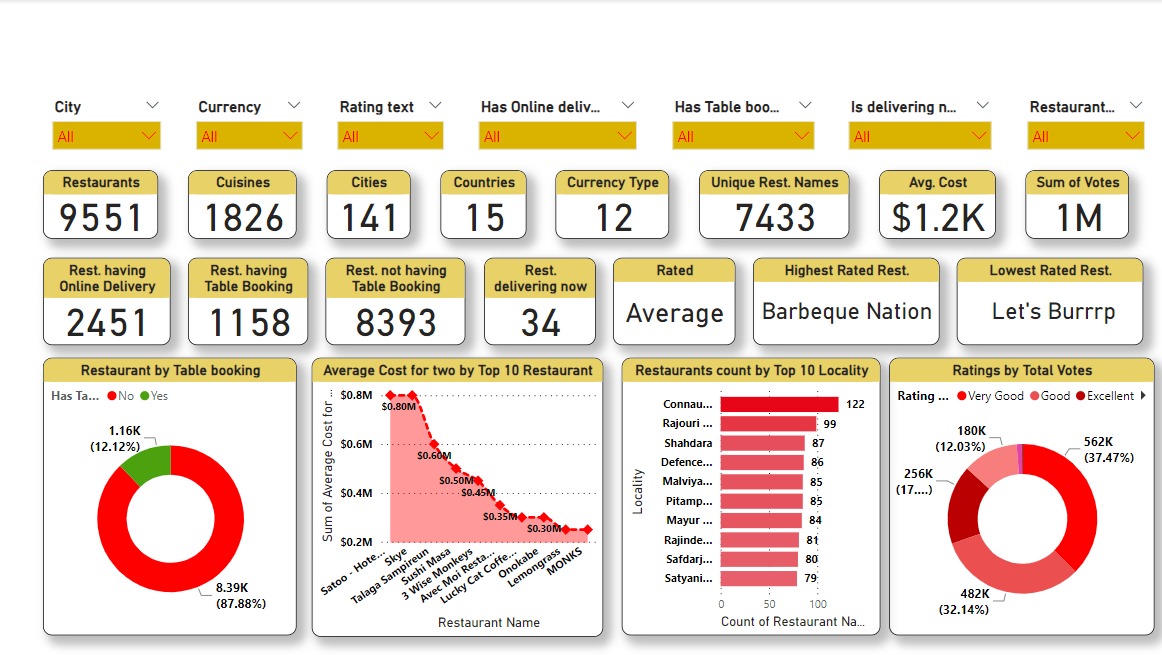 City
Currency
Rating text
Has Online deliv...
Has Table boo...
Is delivering n...
Restaurant...
All
All
All
All
All
All
All
Restaurants
9551
Cuisines
1826
Cities
141
Countries
15
Currency Type
12
Unique Rest. Names
7433
Avg. Cost
$1.2K
Sum of Votes
1M
Rest. having
Online Delivery
2451
Rest. having
Table Booking
1158
Rest. not having
Table Booking
8393
Rest.
delivering now
34
Rated
Average
Highest Rated Rest.
Barbeque Nation
Lowest Rated Rest.
Let's Burrrp
Restaurant by Table booking
Has Ta... No Yes
1.16K
(12.12%)
8.39K
(87.88%)
Average Cost for two by Top 10 Restaurant
Sum of Average Cost for ...
$0.8M
$0.6M
$0.4M
$0.2M
$0.80M
$0.60M
$0.50M
$0.45M
$0.35M
$0.30M
Satoo - Hote...
Skye
Talaga Sampireun
Sushi Masa
3 Wise Monkeys
Avec Moi Resta...
Lucky Cat Coffe...
Onokabe
Lemongrass
MONKS
Restaurant Name
Restaurants count by Top 10 Locality
Locality
Connau... 122
Rajouri ... 99
Shahdara 87
Defence... 86
Malviya... 85
Pitamp... 85
Mayur ... 84
Rajinde... 81
Safdarj... 80
Satyani... 79
0 50 100
Count of Restaurant Na...
Ratings by Total Votes
Rating ... Very Good Good Excellent
180K
(12.03%)
562K
(37.47%)
256K
(17....)
482K
(32.14%)